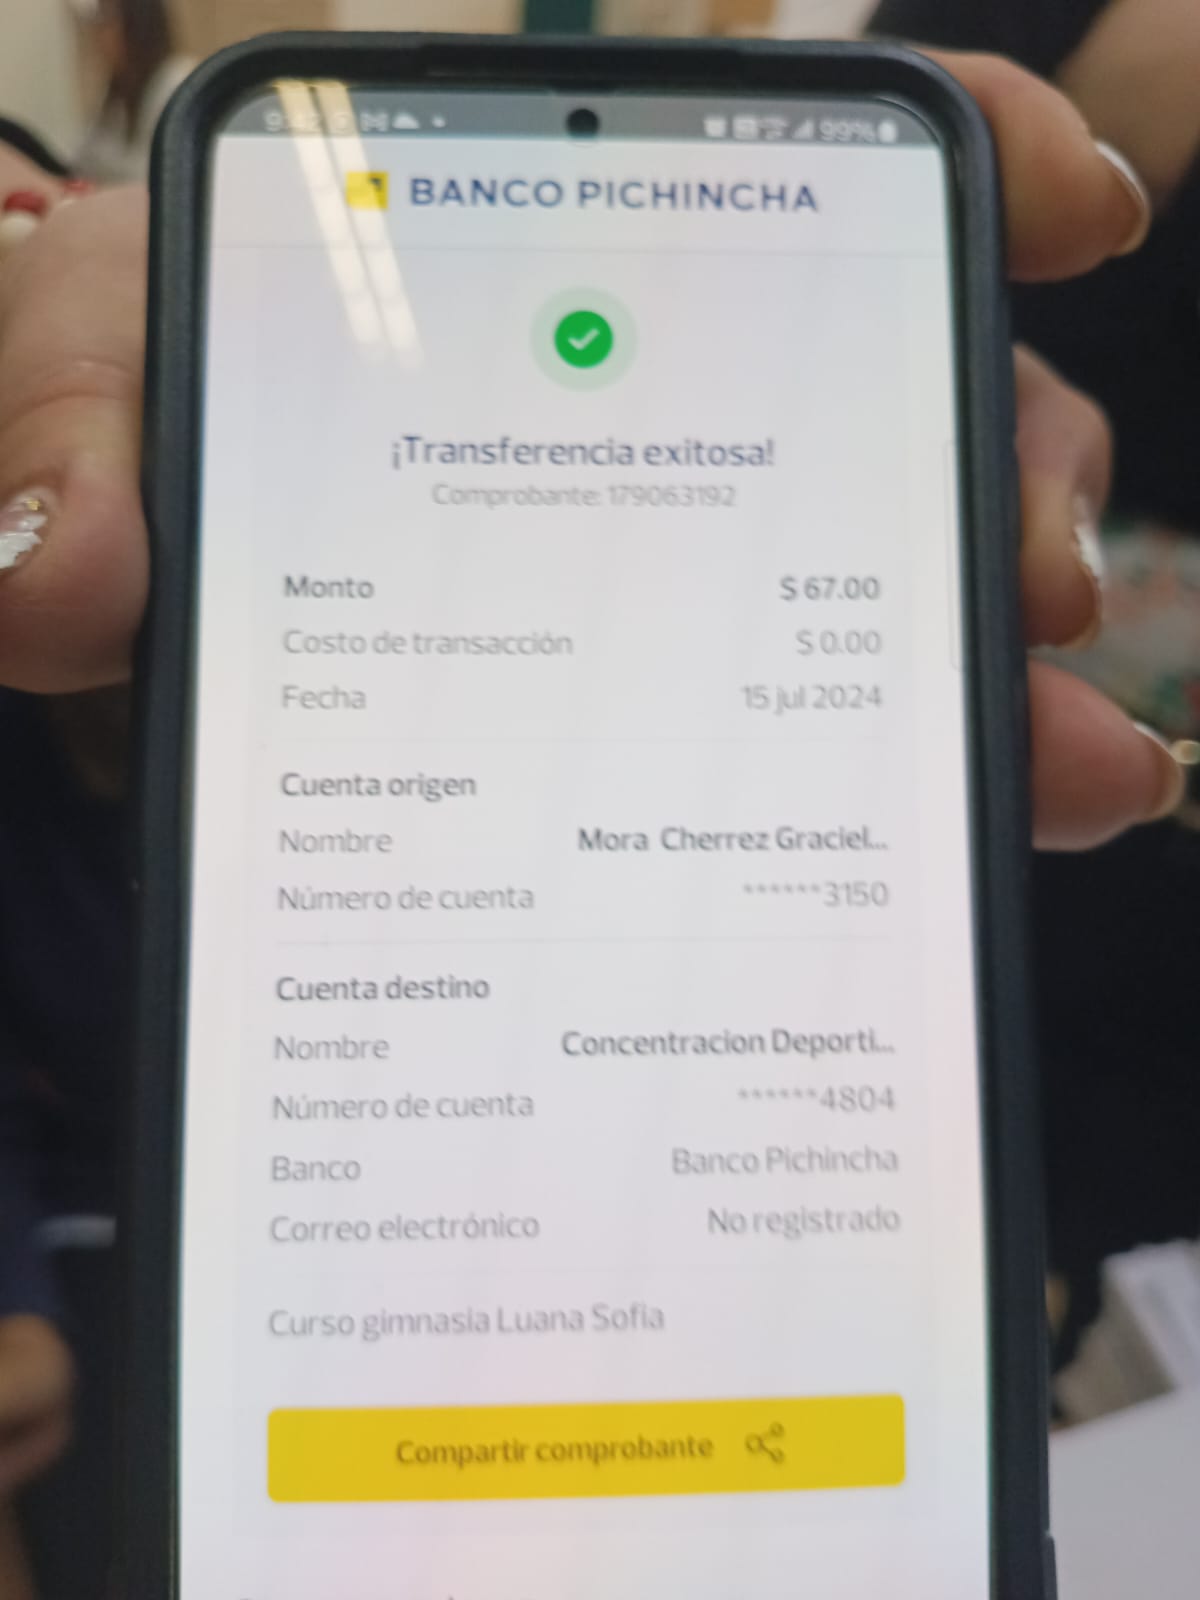 99%
BANCO PICHINCHA
¡Transferencia exitosa!
Comprobante: 179063192
Monto $ 67.00
Costo de transacción $ 0.00
Fecha 15 jul 2024
Cuenta origen
Nombre Mora Cherrez Graciel...
Número de cuenta ******3150
Cuenta destino
Nombre Concentracion Deporti...
Número de cuenta ******4804
Banco Banco Pichincha
Correo electrónico No registrado
Curso gimnasia Luana Sofia
Compartir comprobante